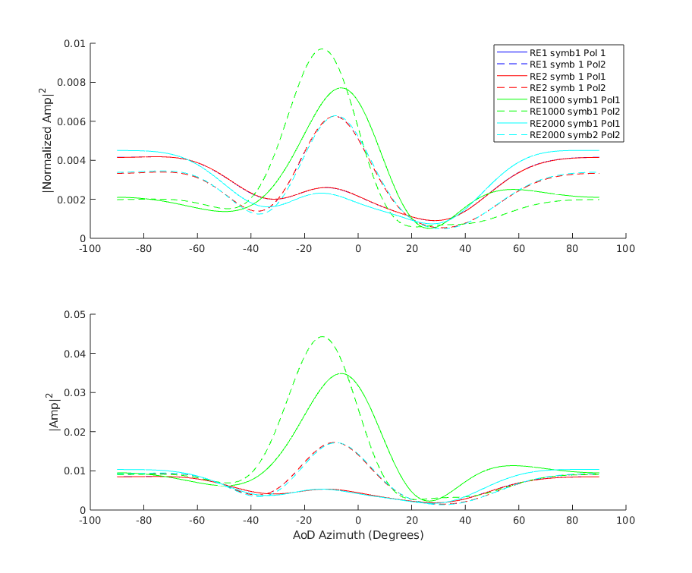 |Normalized Amp|²
0.01
0.008
0.006
0.004
0.002
0
-100 -80 -60 -40 -20 0 20 40 60 80 100
RE1 symb1 Pol 1
RE1 symb 1 Pol2
RE2 symb 1 Pol1
RE2 symb 1 Pol2
RE1000 symb1 Pol1
RE1000 symb1 Pol2
RE2000 symb1 Pol1
RE2000 symb2 Pol2
|Amp|²
0.05
0.04
0.03
0.02
0.01
0
-100 -80 -60 -40 -20 0 20 40 60 80 100
AoD Azimuth (Degrees)